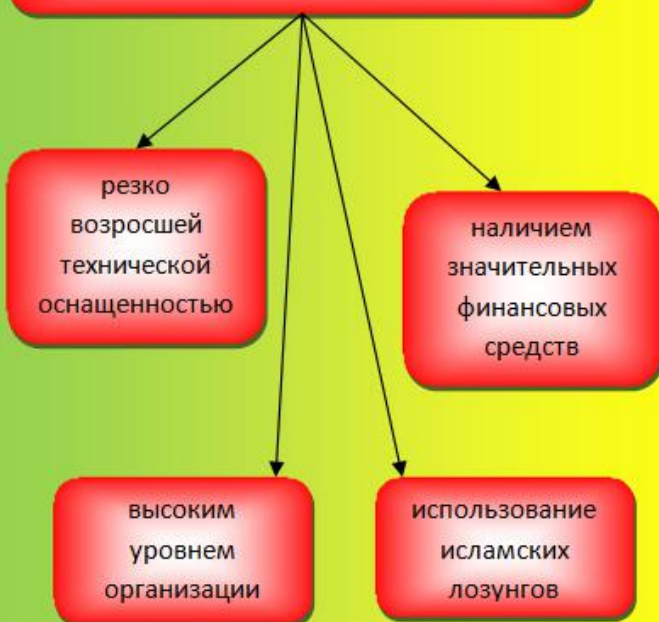 резко
возросшей
технической
оснащенностью
наличием
значительных
финансовых
средств
высоким
уровнем
организации
использование
исламских
лозунгов